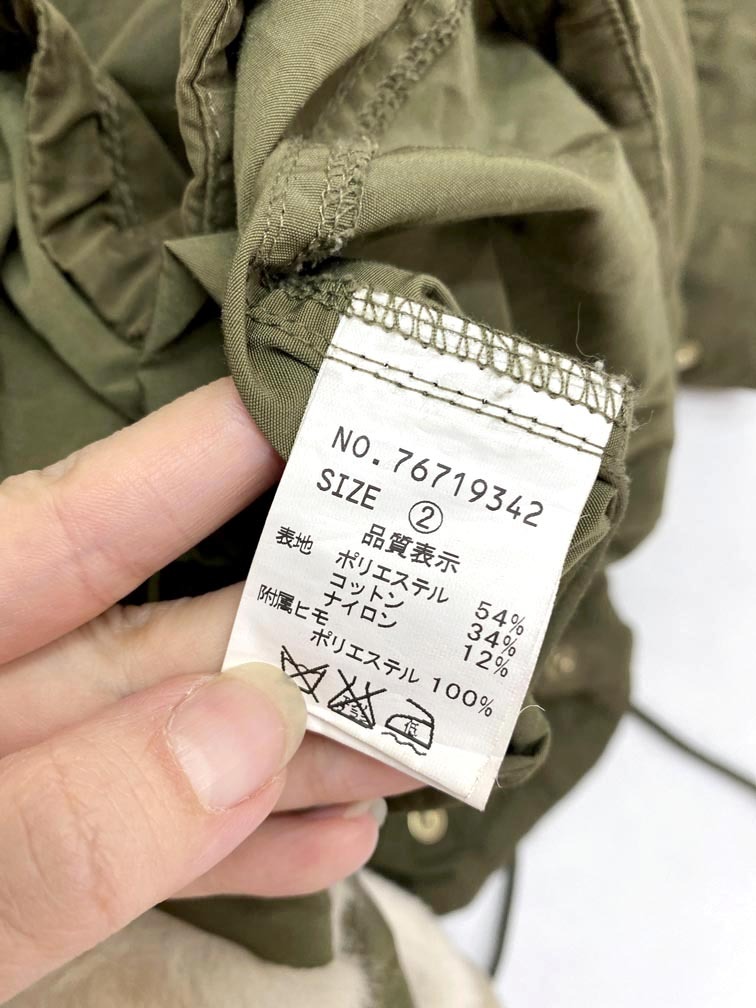 NO. 76719342
SIZE ②
品質表示
表地 ポリエステル 54%
コットン 34%
ナイロン 12%
附属ヒモ
ポリエステル 100%
低